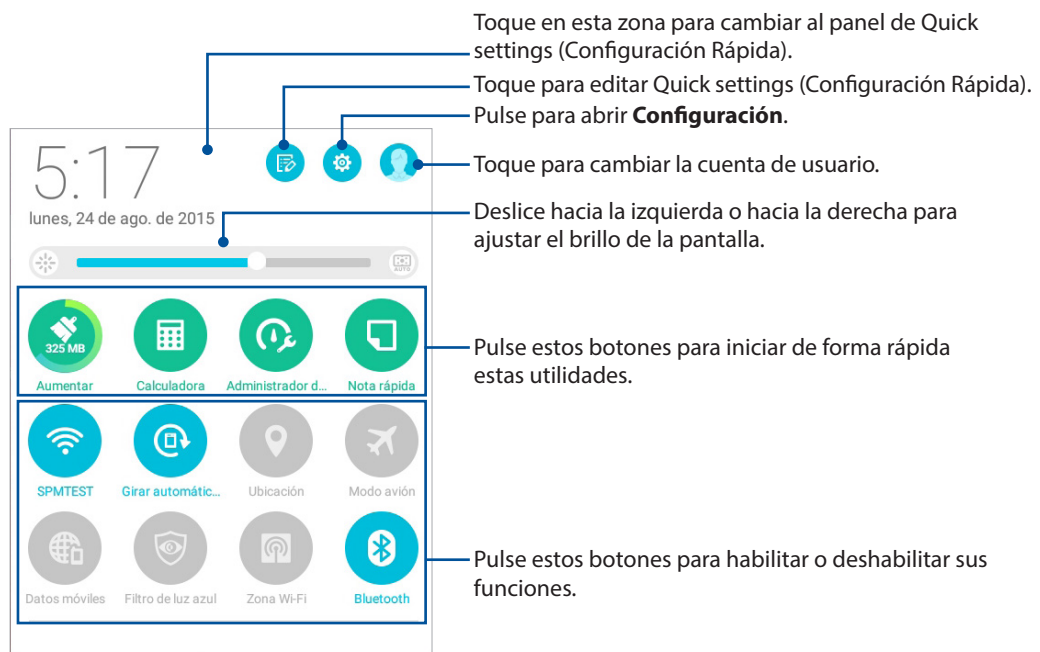 Toque en esta zona para cambiar al panel de Quick
settings (Configuración Rápida).
Toque para editar Quick settings (Configuración Rápida).
Pulse para abrir Configuración.
Toque para cambiar la cuenta de usuario.
Deslice hacia la izquierda o hacia la derecha para
ajustar el brillo de la pantalla.
Pulse estos botones para iniciar de forma rápida
estas utilidades.
Pulse estos botones para habilitar o deshabilitar sus
funciones.
5:17
lunes, 24 de ago. de 2015
AUTO
325 MB
Aumentar Calculadora Administrador d... Nota rápida
SPMTEST Girar automátic... Ubicación Modo avión
Datos móviles Filtro de luz azul Zona Wi-Fi Bluetooth